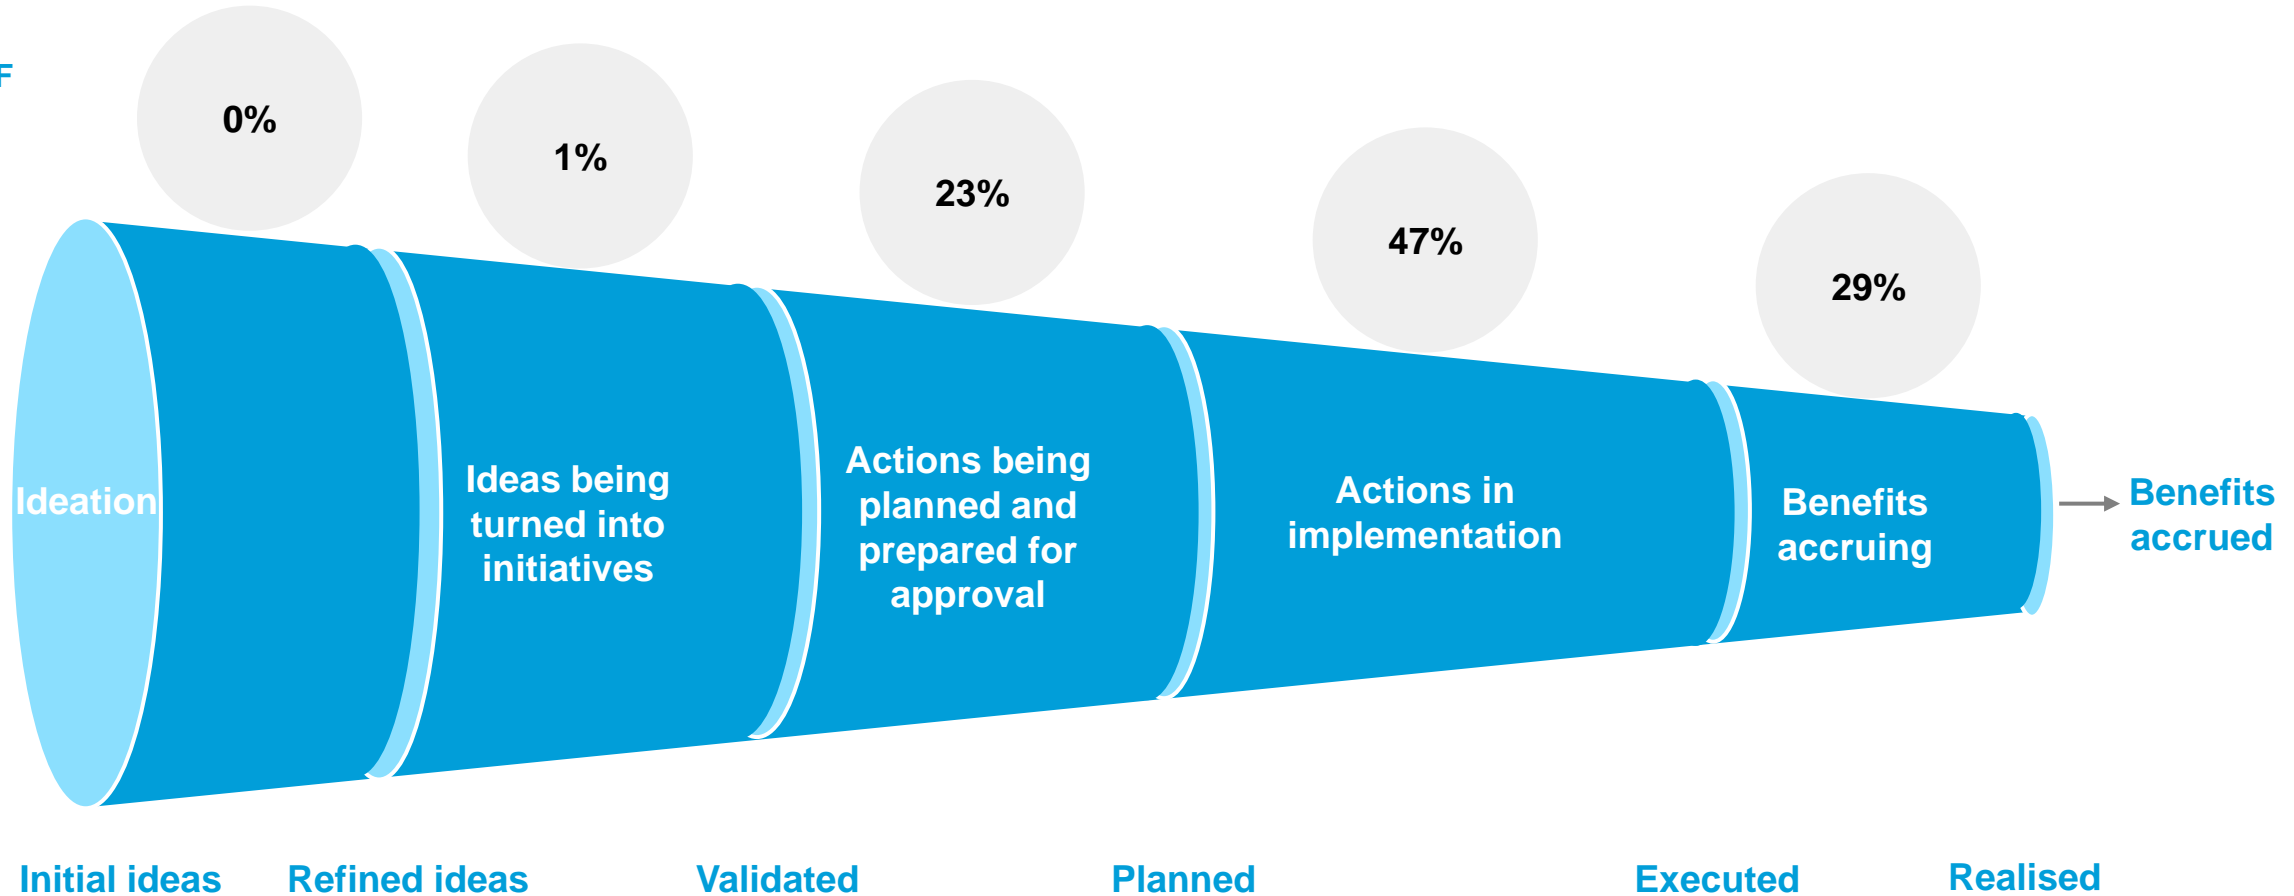 F
0%
1%
23%
47%
29%
Ideation
Ideas being
turned into
initiatives
Actions being
planned and
prepared for
approval
Actions in
implementation
Benefits
accruing
Benefits
accrued
Initial ideas
Refined ideas
Validated
Planned
Executed
Realised